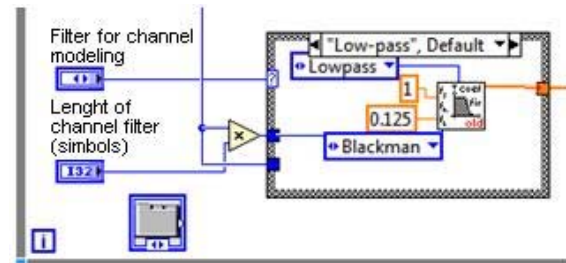 Filter for channel
modeling
Lenght of
channel filter
(simbols)
I32
i
?
x
"Low-pass", Default
Lowpass
1
0.125
Blackman
coef
fir
old